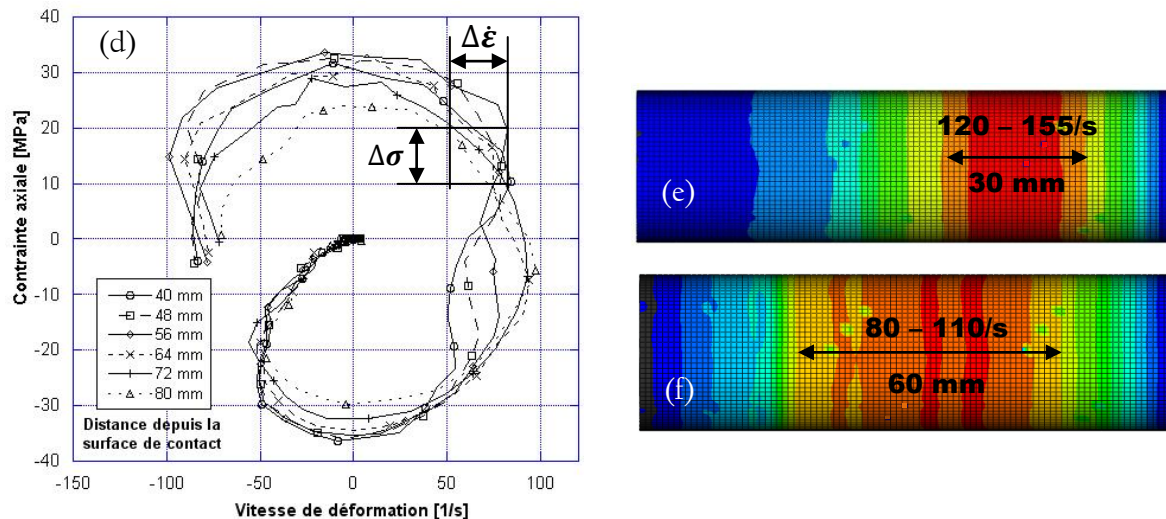 (d)
Δε̇
Δσ
40
30
20
10
0
-10
-20
-30
-40
Contrainte axiale [MPa]
40 mm
48 mm
56 mm
64 mm
72 mm
80 mm
Distance depuis la
surface de contact
-150
-100
-50
0
50
100
Vitesse de déformation [1/s]
(e)
120 – 155/s
30 mm
(f)
80 – 110/s
60 mm